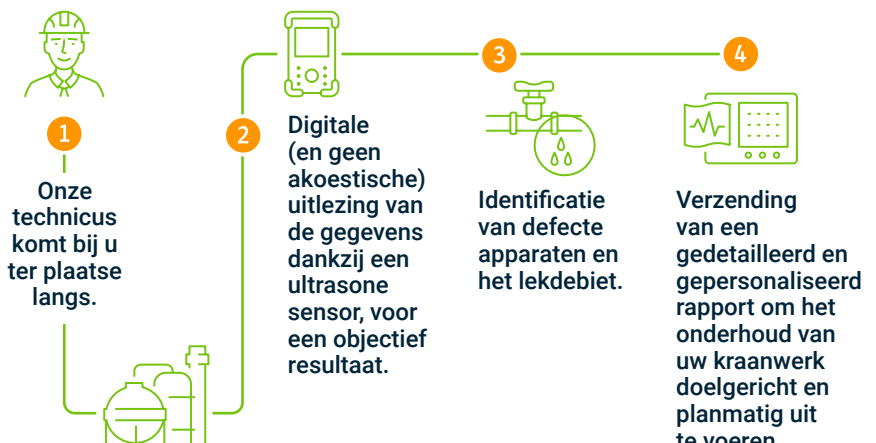 1
Onze
technicus
komt bij u
ter plaatse
langs.
2
Digitale
(en geen
akoestische)
uitlezing van
de gegevens
dankzij een
ultrasone
sensor, voor
een objectief
resultaat.
3
Identificatie
van defecte
apparaten en
het lekdebiet.
4
Verzending
van een
gedetailleerd en
gepersonaliseerd
rapport om het
onderhoud van
uw kraanwerk
doelgericht en
planmatig uit
te voeren